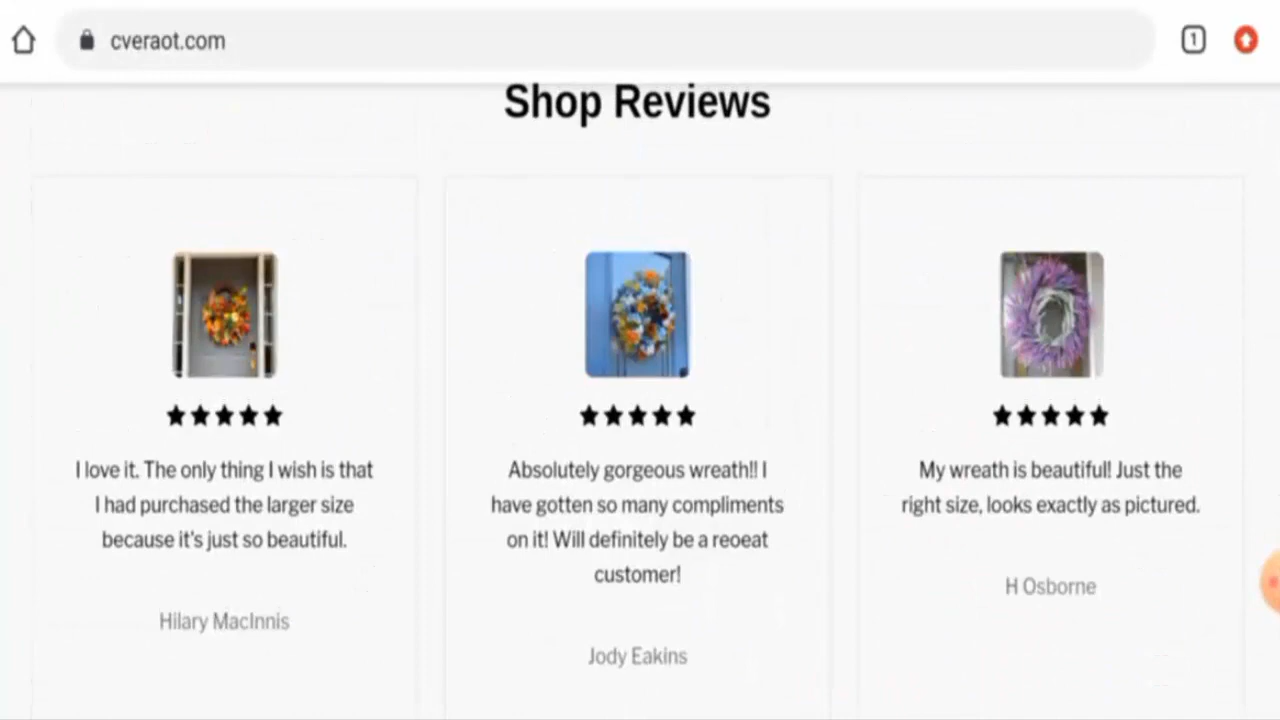 cveraot.com
1
Shop Reviews
I love it. The only thing I wish is that
I had purchased the larger size
because it's just so beautiful.
Hilary MacInnis
Absolutely gorgeous wreath!! I
have gotten so many compliments
on it! Will definitely be a reoeat
customer!
Jody Eakins
My wreath is beautiful! Just the
right size, looks exactly as pictured.
H Osborne